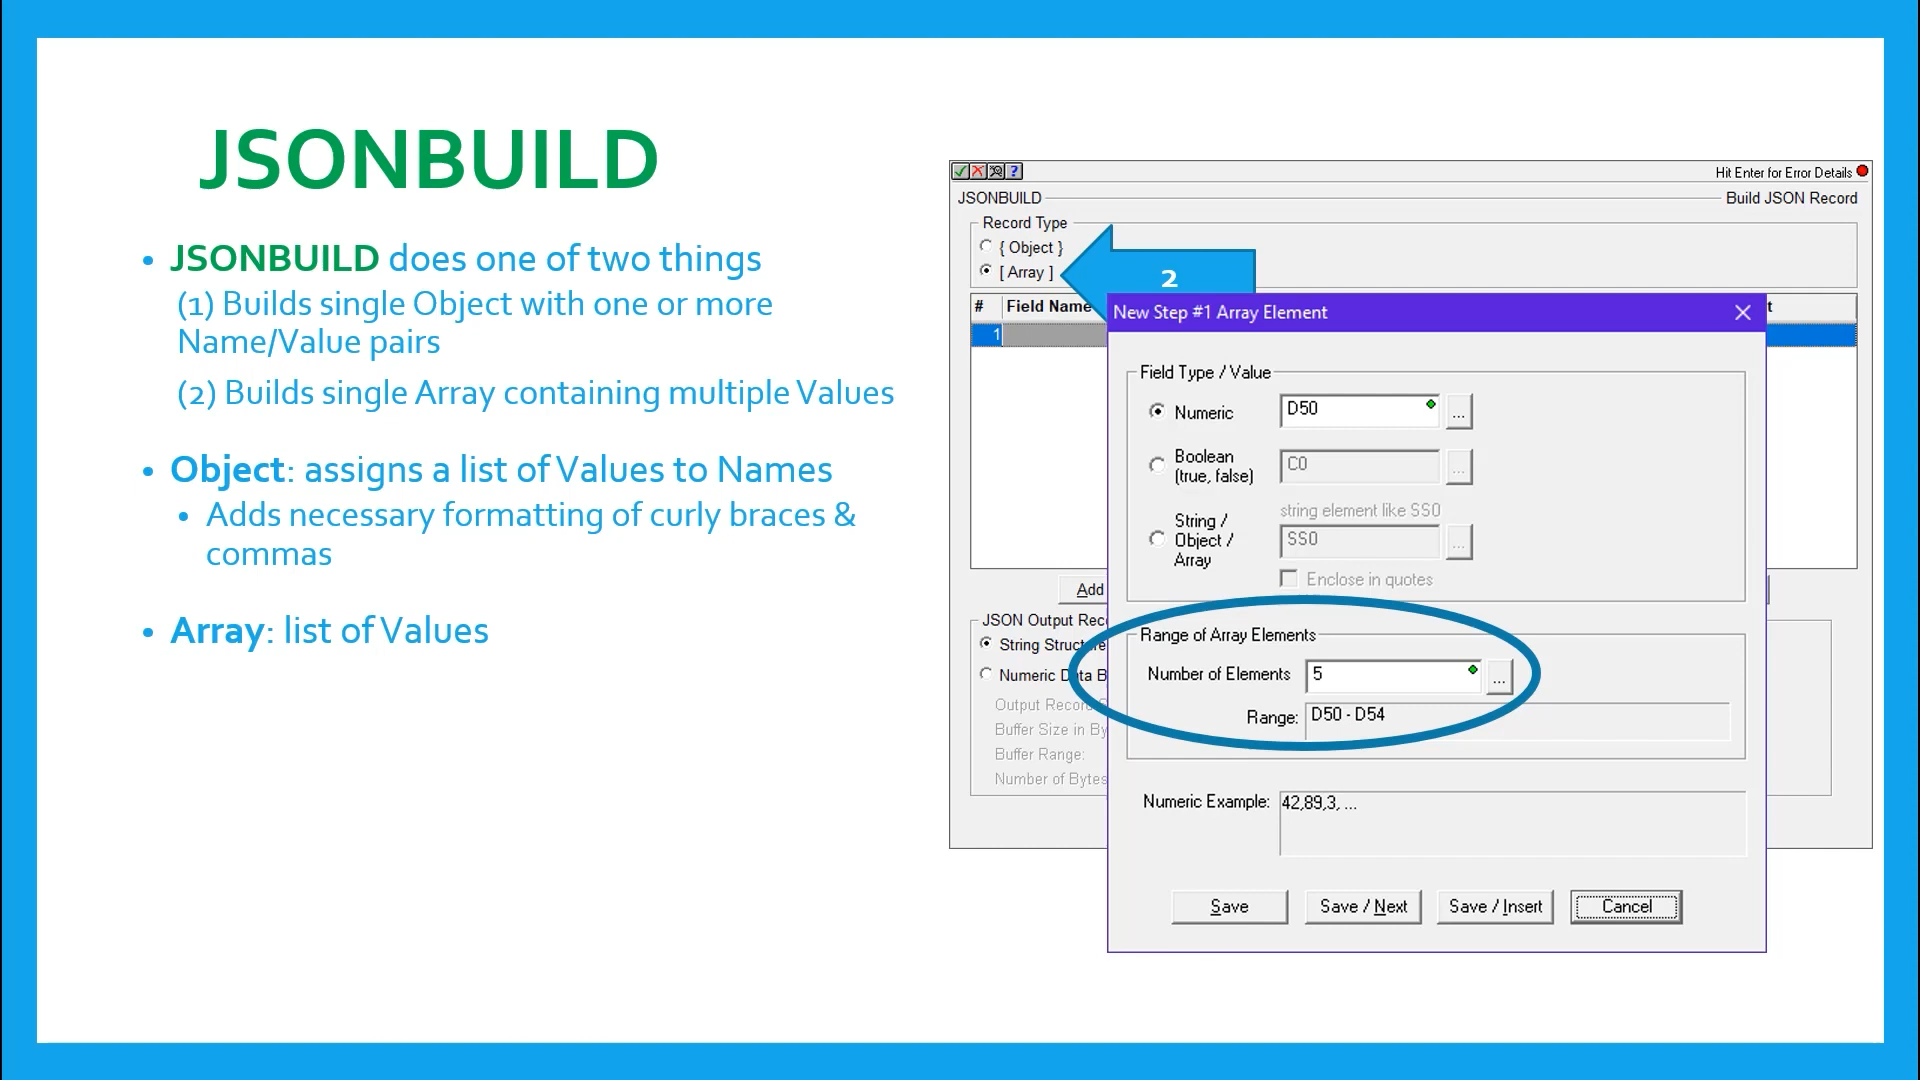 JSONBUILD
• JSONBUILD does one of two things
(1) Builds single Object with one or more
Name/Value pairs
(2) Builds single Array containing multiple Values
• Object: assigns a list of Values to Names
• Adds necessary formatting of curly braces &
commas
• Array: list of Values
Hit Enter for Error Details
JSONBUILD
Build JSON Record
Record Type
{ Object }
[ Array ]
2
# Field Name
1
Add
JSON Output
String Structure
Numeric Data
Output Record
Buffer Size in
Buffer Range:
Number of Bytes
New Step #1 Array Element
Field Type / Value
Numeric D50 ...
Boolean
(true, false) C0 ...
string element like SS0
String /
Object /
Array SS0 ...
Enclose in quotes
Range of Array Elements
Number of Elements 5 ...
Range: D50 - D54
Numeric Example: 42,89,3, ...
Save Save / Next Save / Insert Cancel